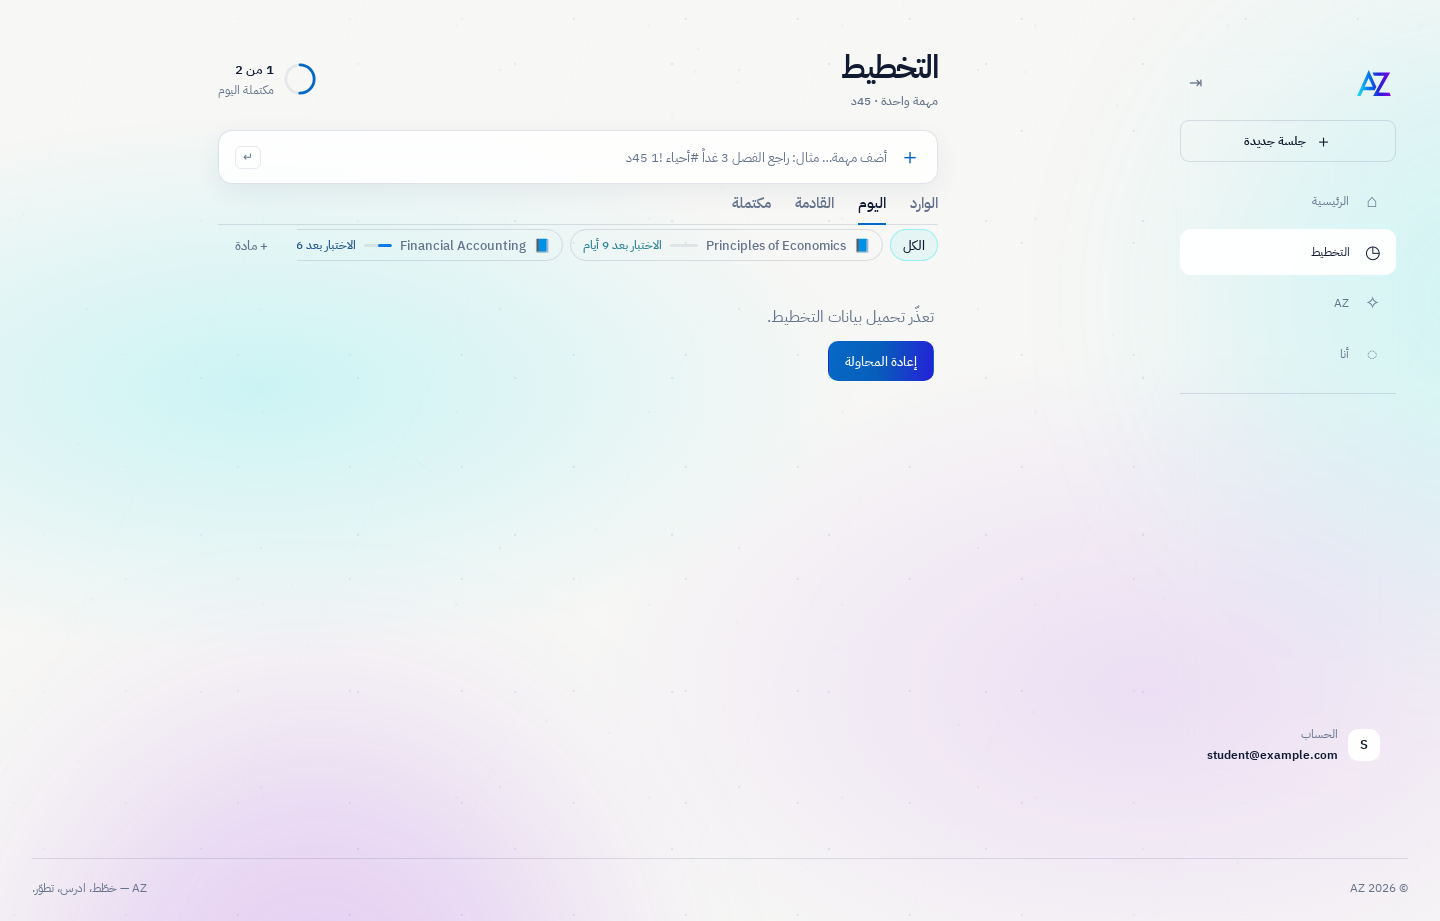 AZ
⇥
+ جلسة جديدة
الرئيسية
التخطيط
AZ
أنا
الحساب
S
student@example.com
التخطيط
مهمة واحدة · 45د
1 من 2
مكتملة اليوم
+ أضف مهمة… مثال: راجع الفصل 3 غداً #أحياء !1 45د ↵
الوارد اليوم القادمة مكتملة
الكل 📘 Principles of Economics الاختبار بعد 9 أيام 📘 Financial Accounting الاختبار بعد 6 + مادة
تعذّر تحميل بيانات التخطيط.
إعادة المحاولة
© 2026 AZ
AZ — خطّط، ادرس، تطوّر.